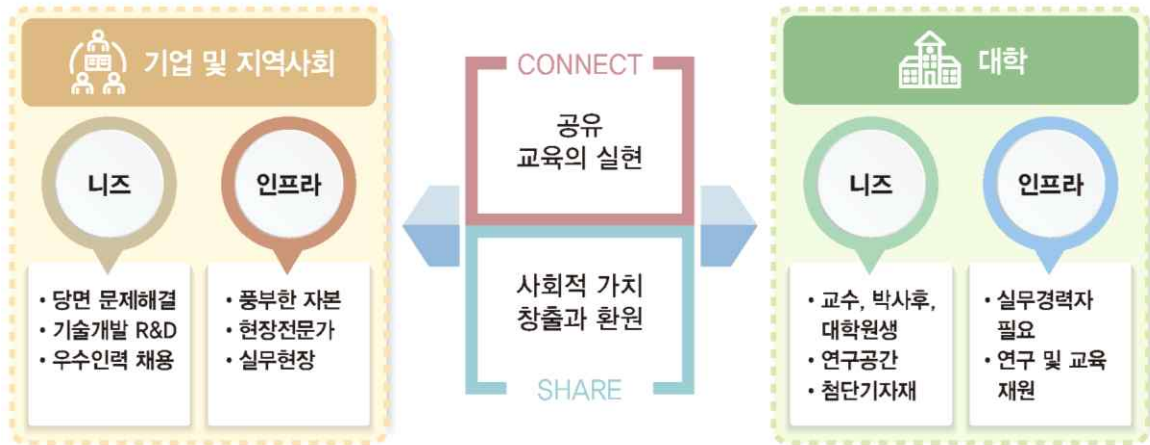 기업 및 지역사회
니즈
• 당면 문제해결
• 기술개발 R&D
• 우수인력 채용
인프라
• 풍부한 자본
• 현장전문가
• 실무현장
CONNECT
공유
교육의 실현
사회적 가치
창출과 환원
SHARE
대학
니즈
• 교수, 박사후,
대학원생
• 연구공간
• 첨단기자재
인프라
• 실무경력자
필요
• 연구 및 교육
재원